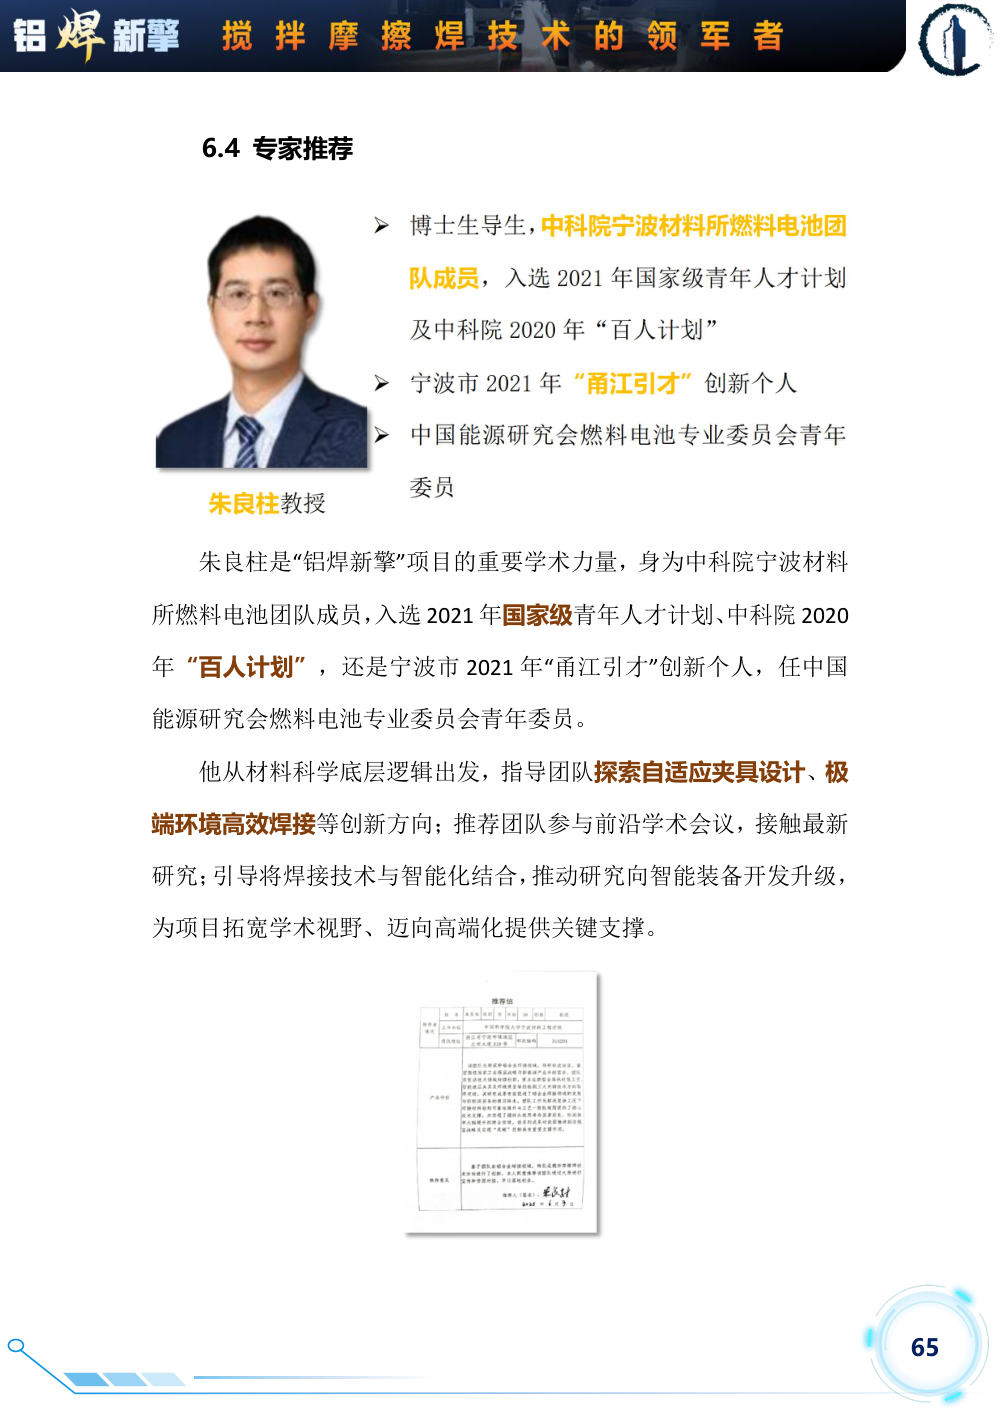 铝焊新擎 搅拌摩擦焊技术的领军者
6.4 专家推荐
➢ 博士生导生，中科院宁波材料所燃料电池团
队成员，入选 2021 年国家级青年人才计划
及中科院 2020 年“百人计划”
➢ 宁波市 2021 年“甬江引才”创新个人
➢ 中国能源研究会燃料电池专业委员会青年
委员
朱良柱教授
朱良柱是“铝焊新擎”项目的重要学术力量，身为中科院宁波材料
所燃料电池团队成员，入选 2021 年国家级青年人才计划、中科院 2020
年“百人计划”，还是宁波市 2021 年“甬江引才”创新个人，任中国
能源研究会燃料电池专业委员会青年委员。
他从材料科学底层逻辑出发，指导团队探索自适应夹具设计、极
端环境高效焊接等创新方向；推荐团队参与前沿学术会议，接触最新
研究；引导将焊接技术与智能化结合，推动研究向智能装备开发升级，
为项目拓宽学术视野、迈向高端化提供关键支撑。
推荐信
产品评价
推荐意见
推荐人（签名）：
65